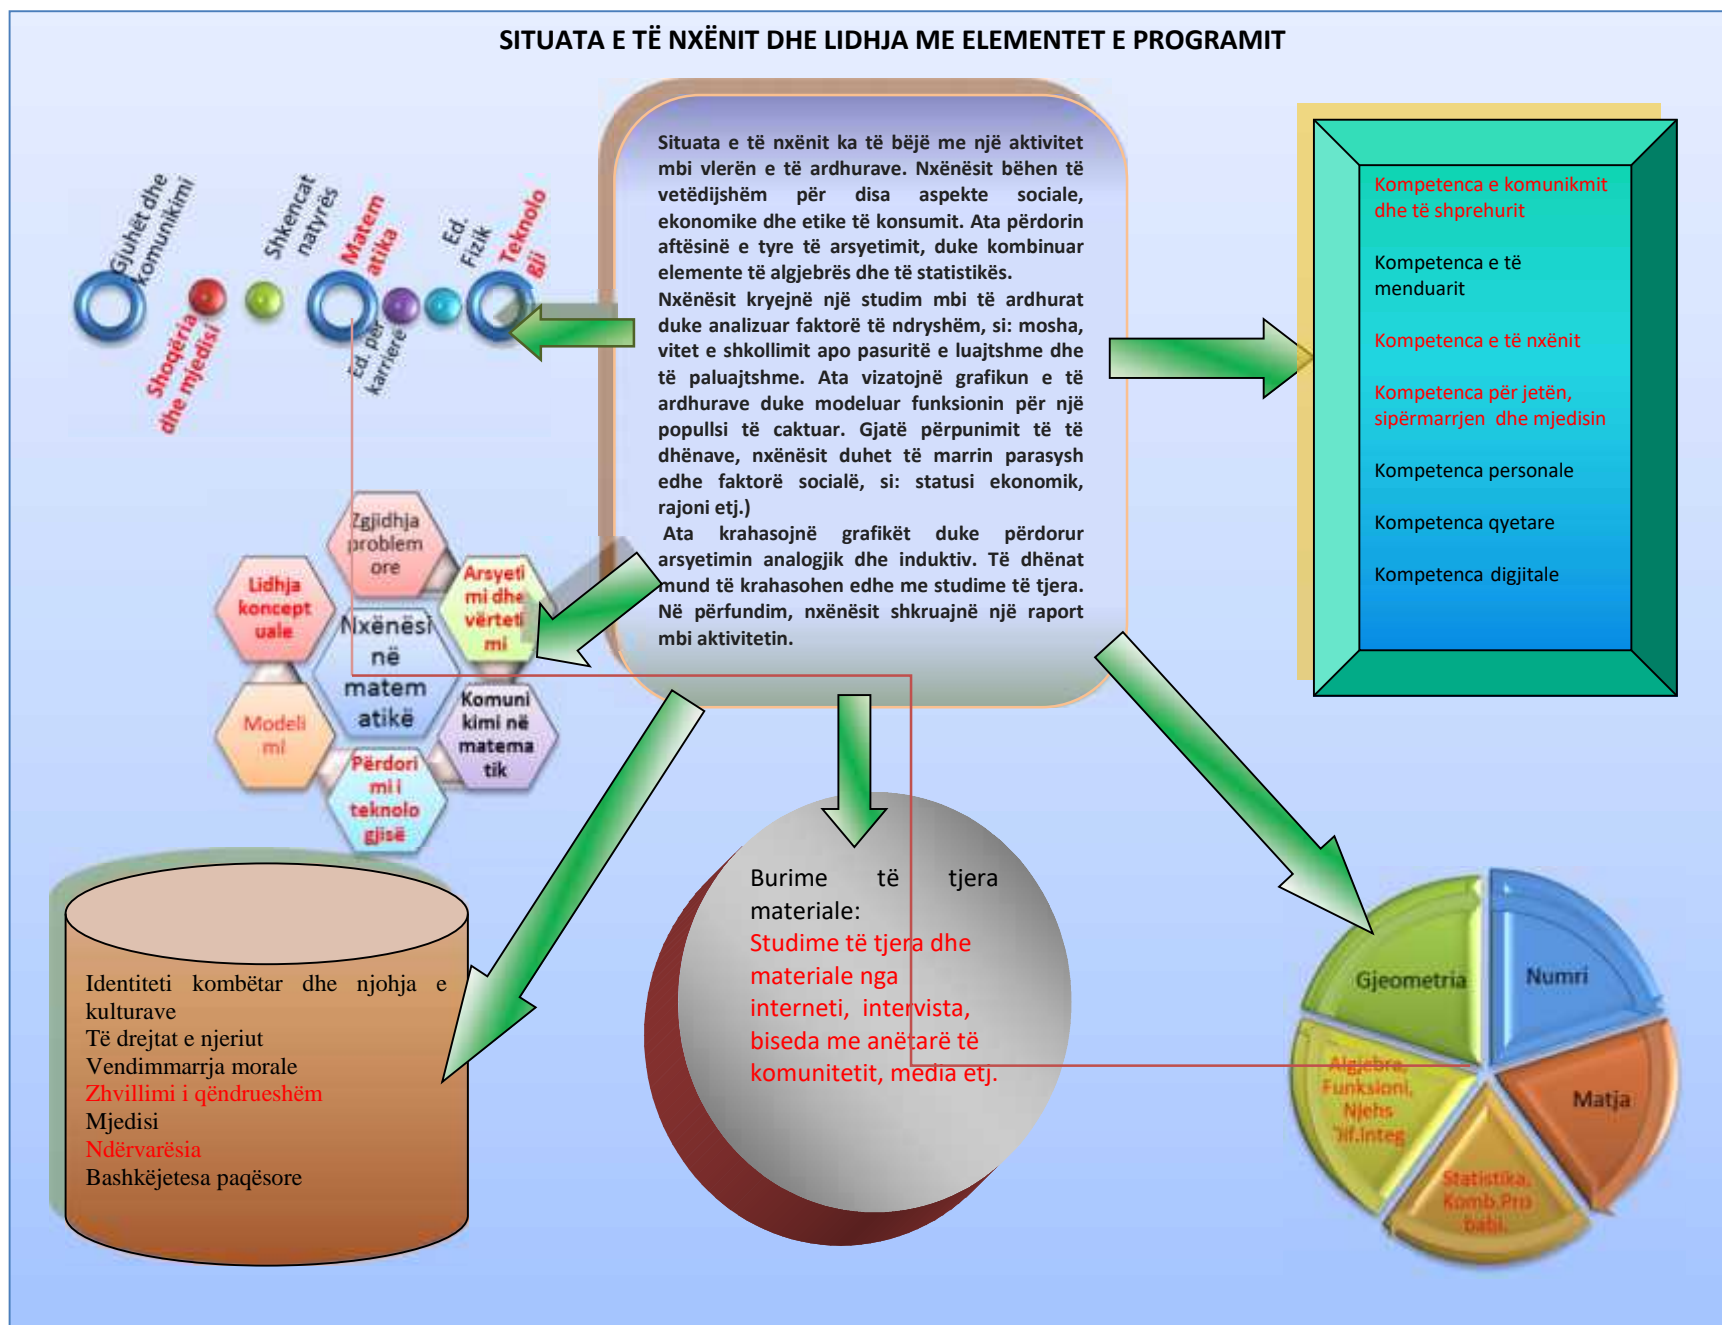 SITUATA E TË NXËNIT DHE LIDHJA ME ELEMENTET E PROGRAMIT
Gjuhët dhe
komunikimi
Shoqëria
dhe mjedisi
Shkencat
natyrës
Matem
atika
Ed. për
karrierë
Ed.
Fizik
Teknolo
gji
Situata e të nxënit ka të bëjë me një aktivitet
mbi vlerën e të ardhurave. Nxënësit bëhen të
vetëdijshëm për disa aspekte sociale,
ekonomike dhe etike të konsumit. Ata përdorin
aftësinë e tyre të arsyetimit, duke kombinuar
elemente të algjebrës dhe të statistikës.
Nxënësit kryejnë një studim mbi të ardhurat
duke analizuar faktorë të ndryshëm, si: mosha,
vitet e shkollimit apo pasuritë e luajtshme dhe
të paluajtshme. Ata vizatojnë grafikun e të
ardhurave duke modeluar funksionin për një
popullsi të caktuar. Gjatë përpunimit të të
dhënave, nxënësit duhet të marrin parasysh
edhe faktorë socialë, si: statusi ekonomik,
rajoni etj.)
Ata krahasojnë grafikët duke përdorur
arsyetimin analogjik dhe induktiv. Të dhënat
mund të krahasohen edhe me studime të tjera.
Në përfundim, nxënësit shkruajnë një raport
mbi aktivitetin.
Kompetenca e komunikmit
dhe të shprehurit
Kompetenca e të
menduarit
Kompetenca e të nxënit
Kompetenca për jetën,
sipërmarrjen dhe mjedisin
Kompetenca personale
Kompetenca qyetare
Kompetenca digjitale
Zgjidhja
problem
ore
Lidhja
koncept
uale
Arsyeti
mi dhe
vërteti
mi
Nxënësi
në
matem
atikë
Modeli
mi
Komuni
kimi në
matema
tik
Përdori
mi i
teknolo
gjisë
Identiteti kombëtar dhe njohja e
kulturave
Të drejtat e njeriut
Vendimmarrja morale
Zhvillimi i qëndrueshëm
Mjedisi
Ndërvarësia
Bashkëjetesa paqësore
Burime të tjera
materiale:
Studime të tjera dhe
materiale nga
interneti, intervista,
biseda me anëtarë të
komunitetit, media etj.
Gjeometria
Numri
Matja
Algjebra,
Funksioni,
Njehs
Dif.Integ
Statistika,
Komb.Pro
babi.